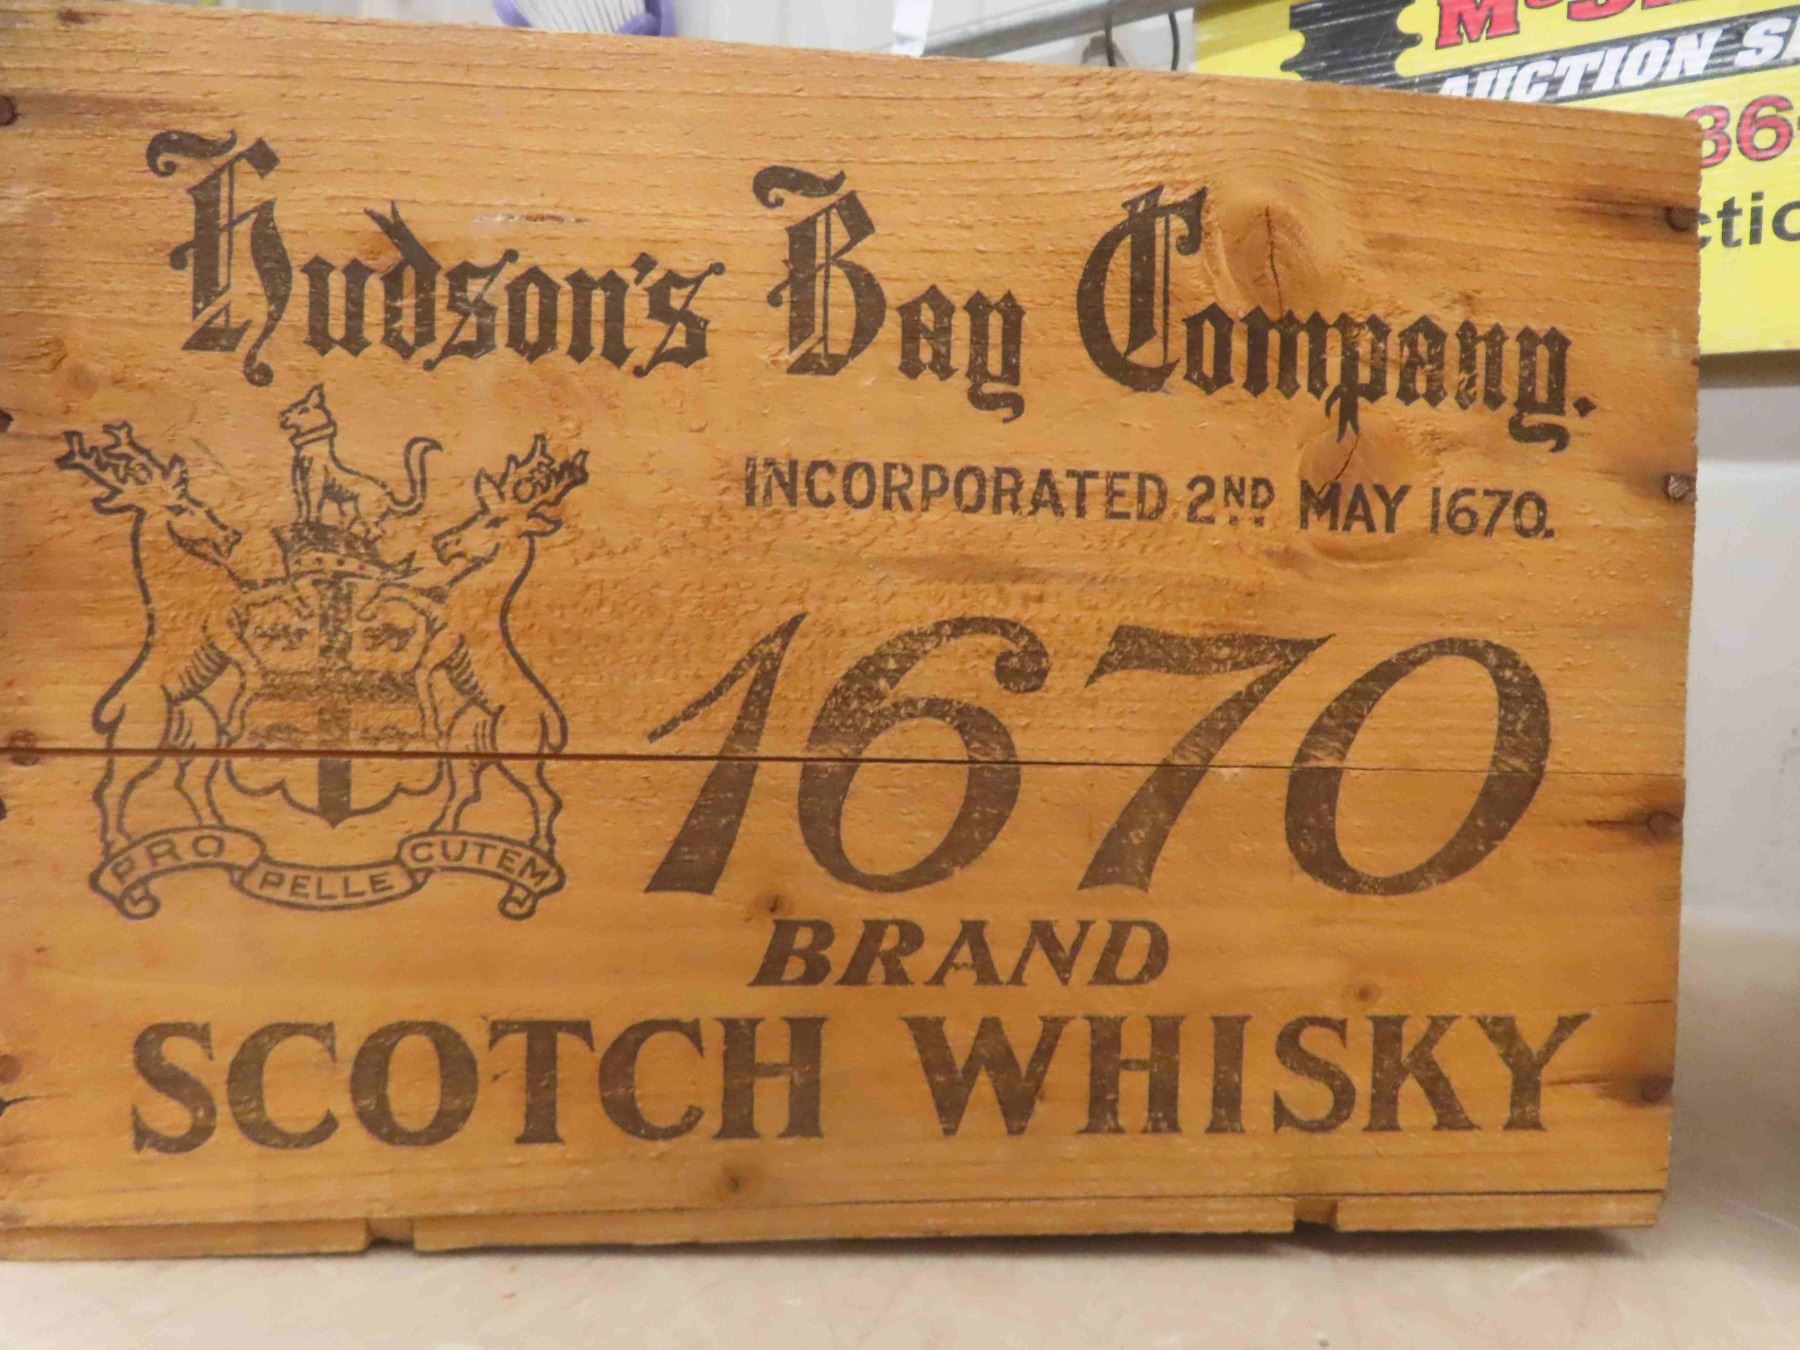 Hudson's Bay Company.
INCORPORATED 2ND MAY 1670.
1670
BRAND
SCOTCH WHISKY
PRO PELLE CUTEM
AUCTION